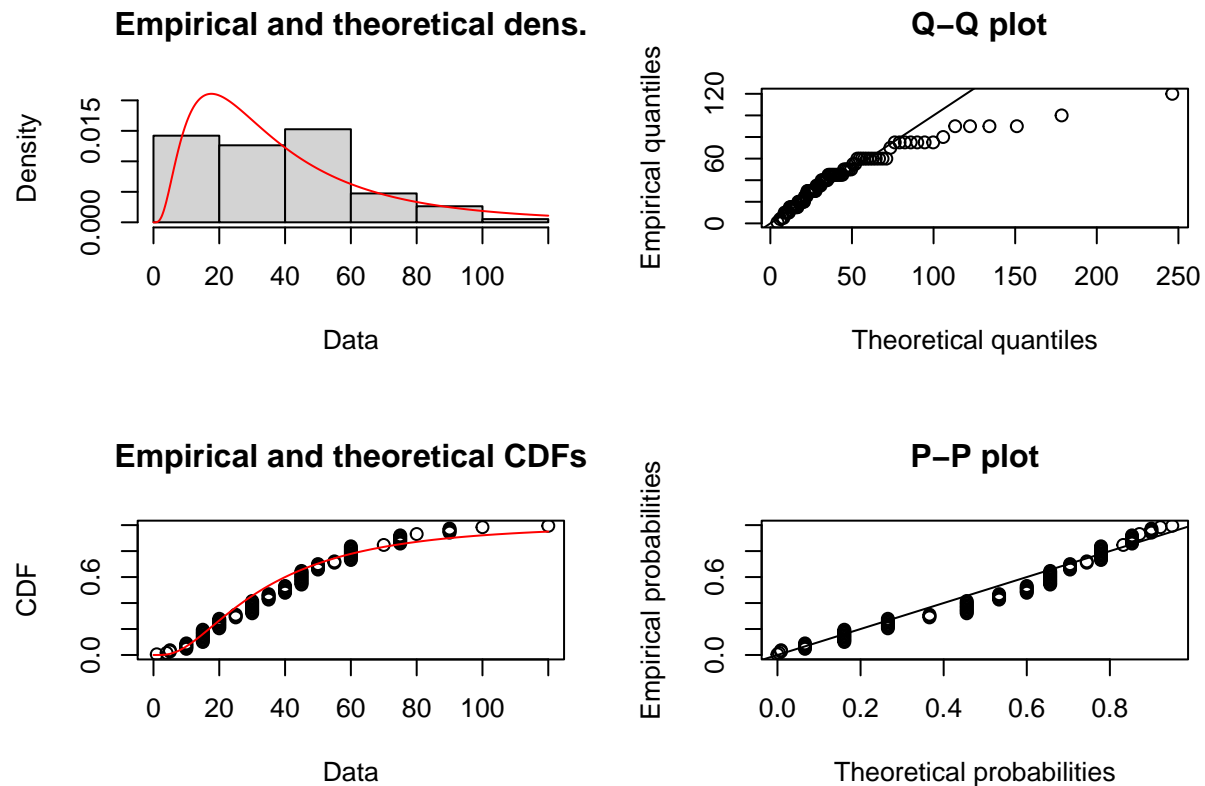 Empirical and theoretical dens.
Density
0.000
0.015
0 20 40 60 80 100
Data
Q−Q plot
Empirical quantiles
0 60 120
0 50 100 150 200 250
Theoretical quantiles
Empirical and theoretical CDFs
CDF
0.0 0.6
0 20 40 60 80 100
Data
P−P plot
Empirical probabilities
0.0 0.6
0.0 0.2 0.4 0.6 0.8
Theoretical probabilities